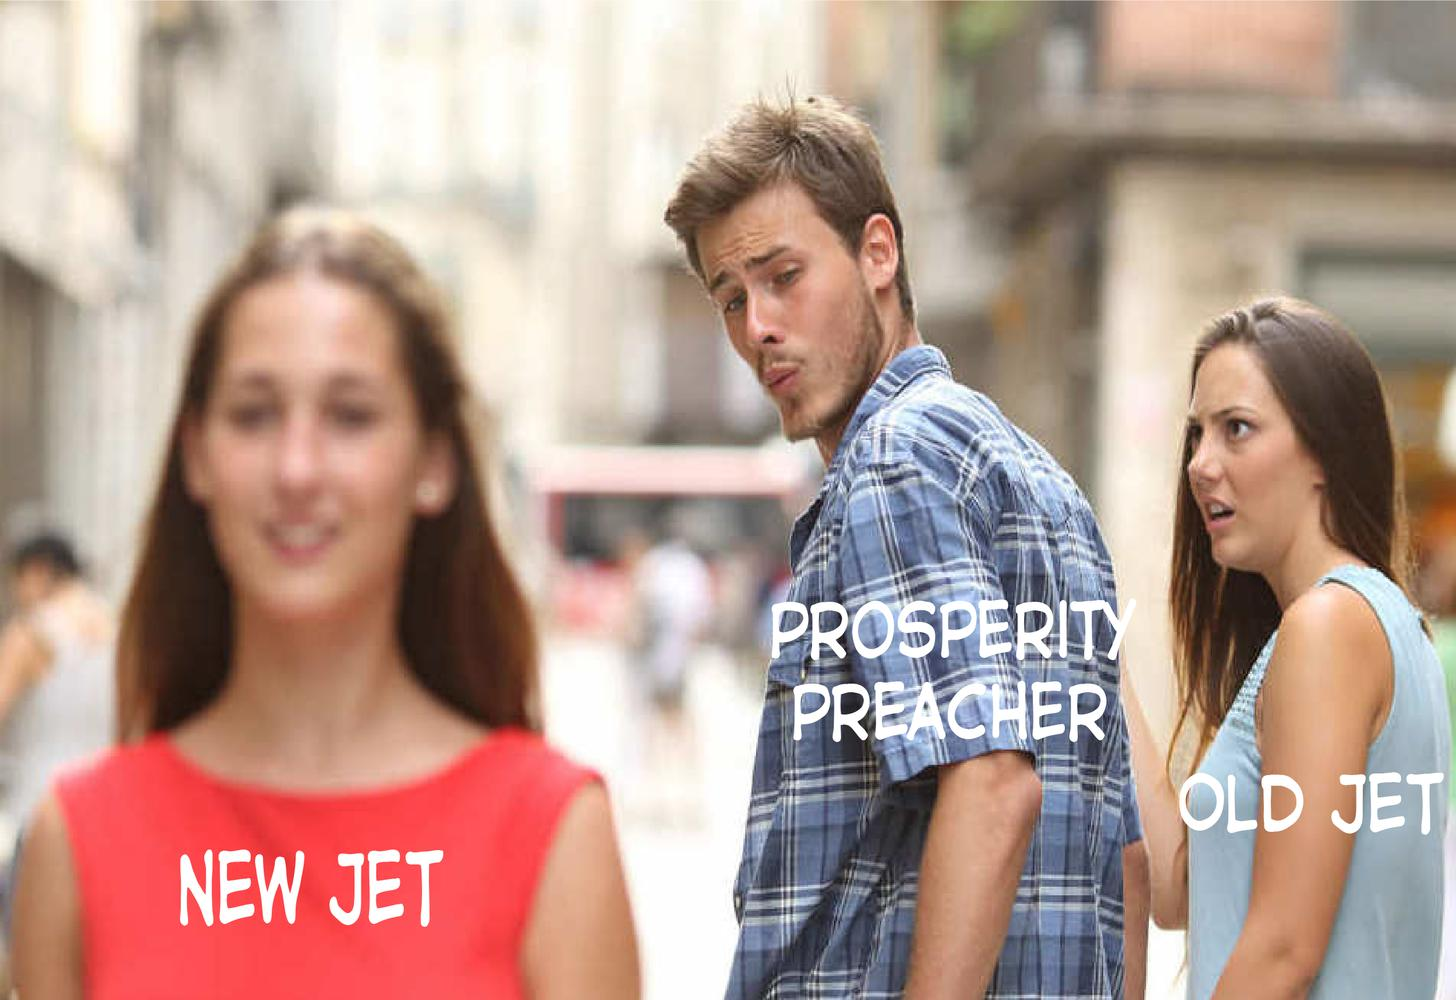 NEW JET
PROSPERITY
PREACHER
OLD JET